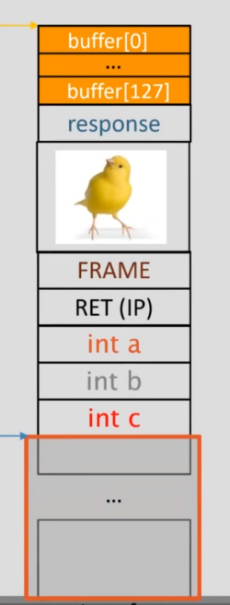 buffer[0]
...
buffer[127]
response
FRAME
RET (IP)
int a
int b
int c
...